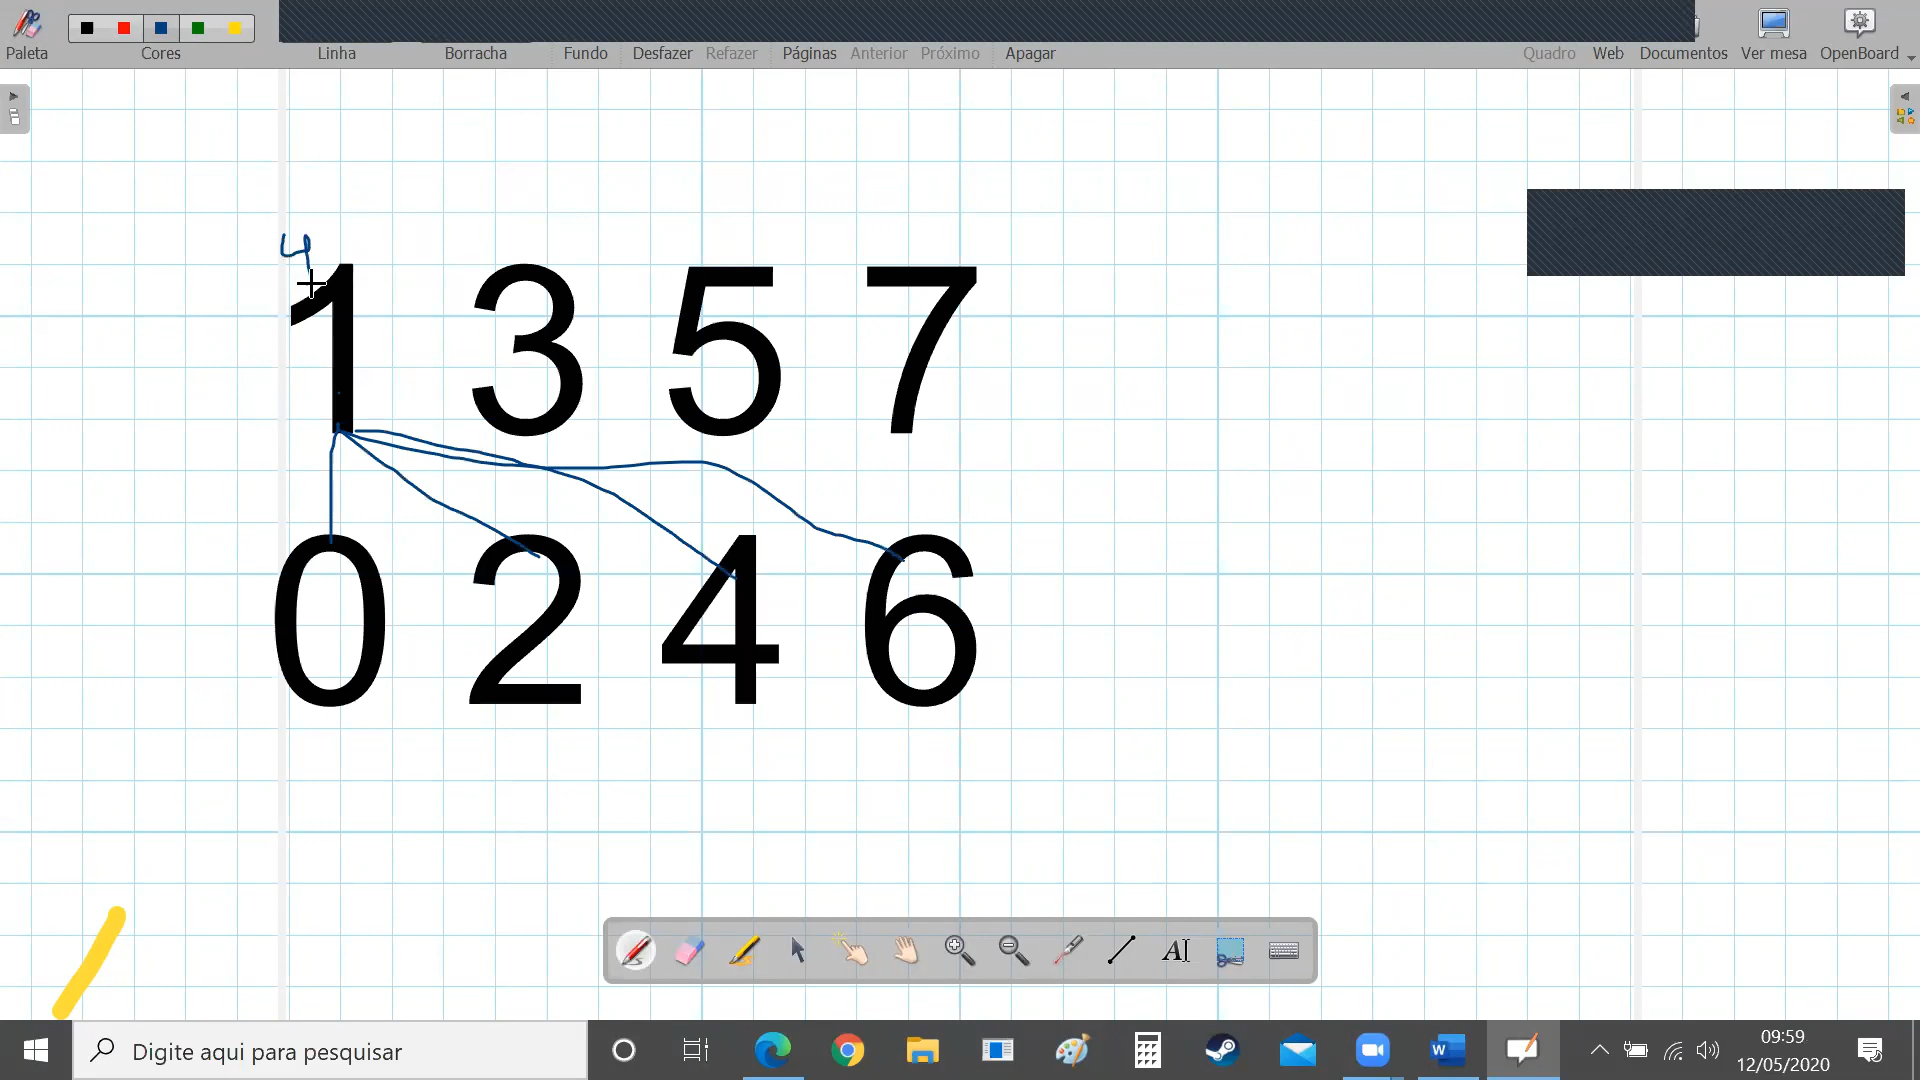 Paleta Cores Linha Borracha Fundo Desfazer Refazer Páginas Anterior Próximo Apagar Quadro Web Documentos Ver mesa OpenBoard
4
1 3 5 7
0 2 4 6
AI
Digite aqui para pesquisar
W
09:59
12/05/2020